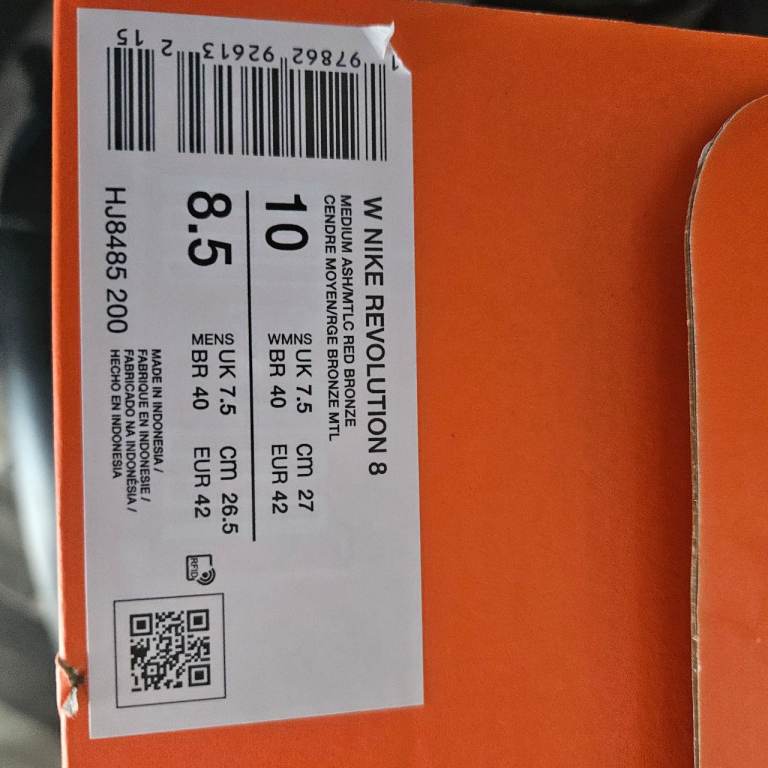 W NIKE REVOLUTION 8
MEDIUM ASH/MTLC RED BRONZE
CENDRE MOYEN/RGE BRONZE MTL
10
WMNS
UK 7.5 cm 27
BR 40 EUR 42
8.5
MENS
UK 7.5 cm 26.5
BR 40 EUR 42
HJ8485 200
MADE IN INDONESIA /
FABRIQUE EN INDONESIE /
FABRICADO NA INDONÉSIA /
HECHO EN INDONESIA
RFID
1 97862 92613 2 15